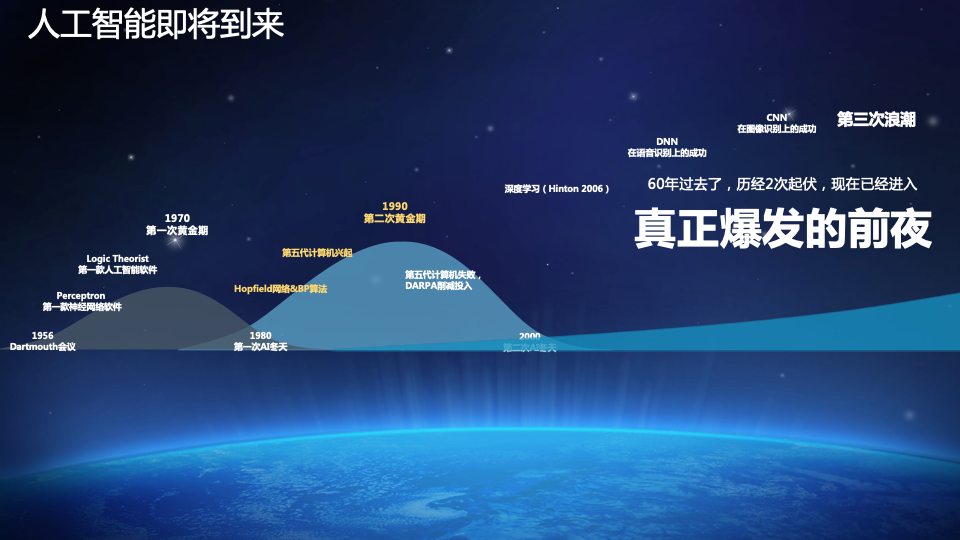 人工智能即将到来
CNN
在图像识别上的成功
第三次浪潮
DNN
在语音识别上的成功
深度学习（Hinton 2006）
60年过去了，历经2次起伏，现在已经进入
真正爆发的前夜
1990
第二次黄金期
1970
第一次黄金期
第五代计算机兴起
Logic Theorist
第一款人工智能软件
第五代计算机失败，
DARPA削减投入
Hopfield网络&BP算法
Perceptron
第一款神经网络软件
1956
Dartmouth会议
1980
第一次AI冬天
2000
第二次AI冬天